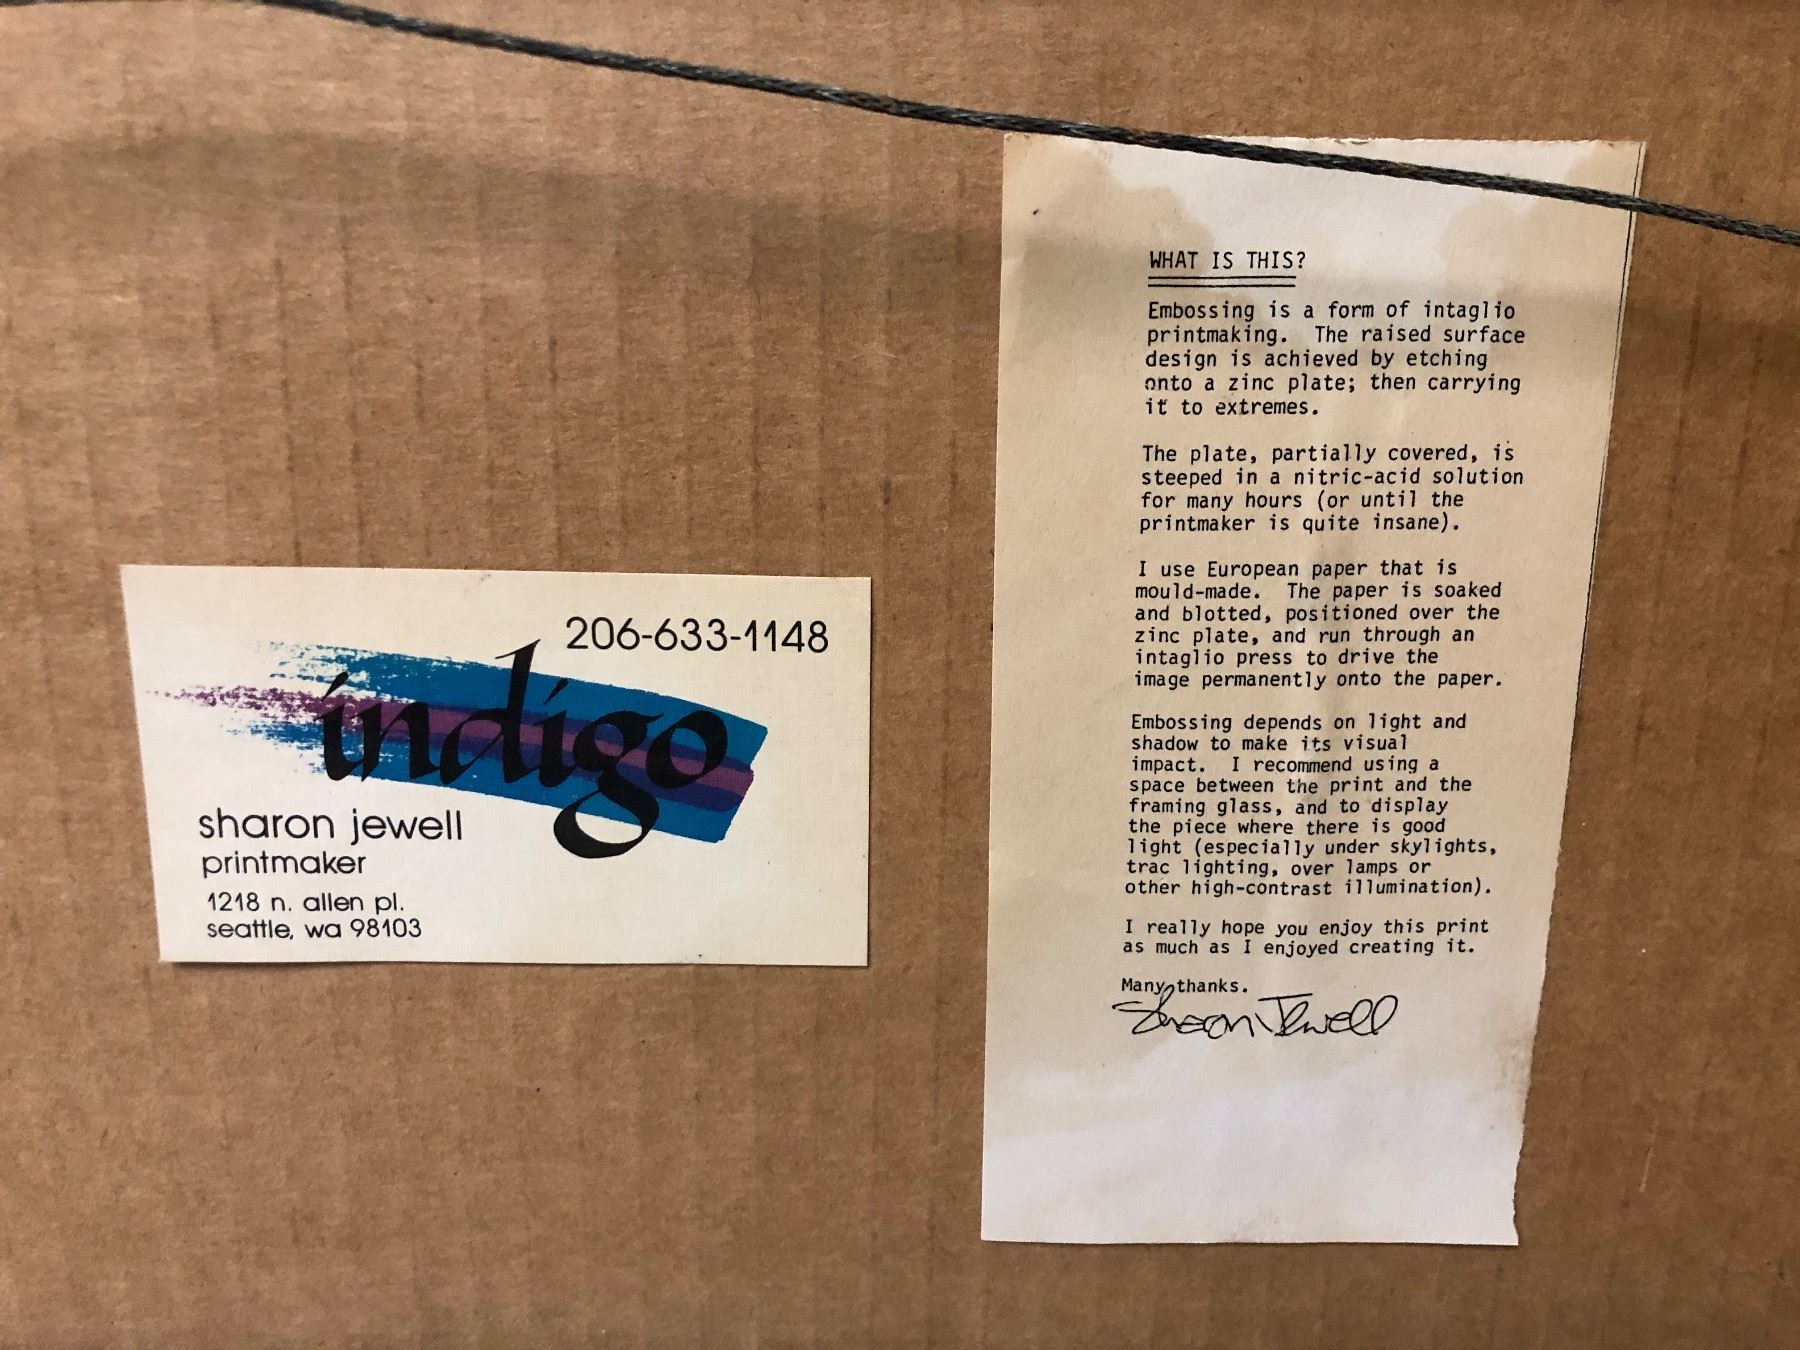 206-633-1148
indigo
sharon jewell
printmaker
1218 n. allen pl.
seattle, wa 98103
WHAT IS THIS?
Embossing is a form of intaglio
printmaking. The raised surface
design is achieved by etching
onto a zinc plate; then carrying
it to extremes.
The plate, partially covered, is
steeped in a nitric-acid solution
for many hours (or until the
printmaker is quite insane).
I use European paper that is
mould-made. The paper is soaked
and blotted, positioned over the
zinc plate, and run through an
intaglio press to drive the
image permanently onto the paper.
Embossing depends on light and
shadow to make its visual
impact. I recommend using a
space between the print and the
framing glass, and to display
the piece where there is good
light (especially under skylights,
trac lighting, over lamps or
other high-contrast illumination).
I really hope you enjoy this print
as much as I enjoyed creating it.
Many thanks.
Sharon Jewell